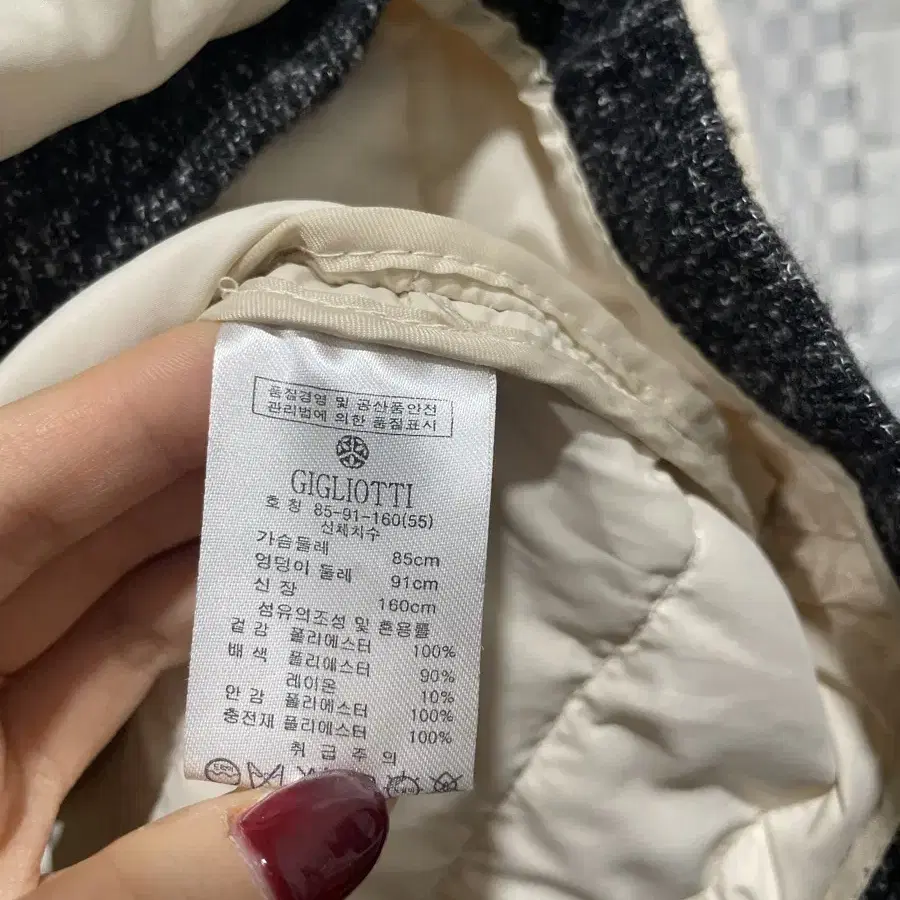 품질경영 및 공산품안전
관리법에 의한 품질표시
GIGLIOTTI
호 칭 85-91-160(55)
신체치수
가슴둘레 85cm
엉덩이 둘레 91cm
신 장 160cm
섬유의조성 및 혼용률
겉 감 폴리에스터 100%
배 색 폴리에스터 90%
레이온 10%
안 감 폴리에스터 100%
충전재 폴리에스터 100%
취 급 주 의